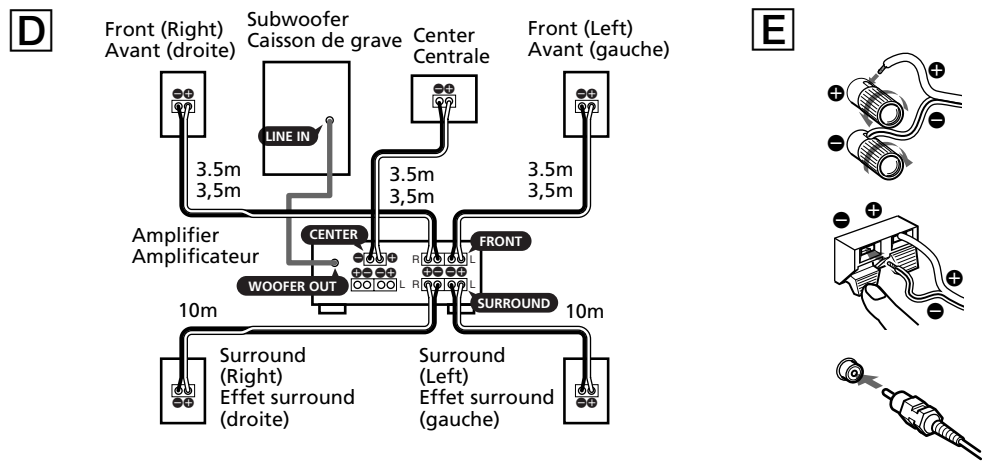 D
Front (Right)
Avant (droite)
Subwoofer
Caisson de grave
Center
Centrale
Front (Left)
Avant (gauche)
LINE IN
3.5m
3,5m
3.5m
3,5m
3.5m
3,5m
Amplifier
Amplificateur
CENTER
FRONT
R
L
WOOFER OUT
L
R
L
SURROUND
10m
10m
Surround
(Right)
Effet surround
(droite)
Surround
(Left)
Effet surround
(gauche)
E